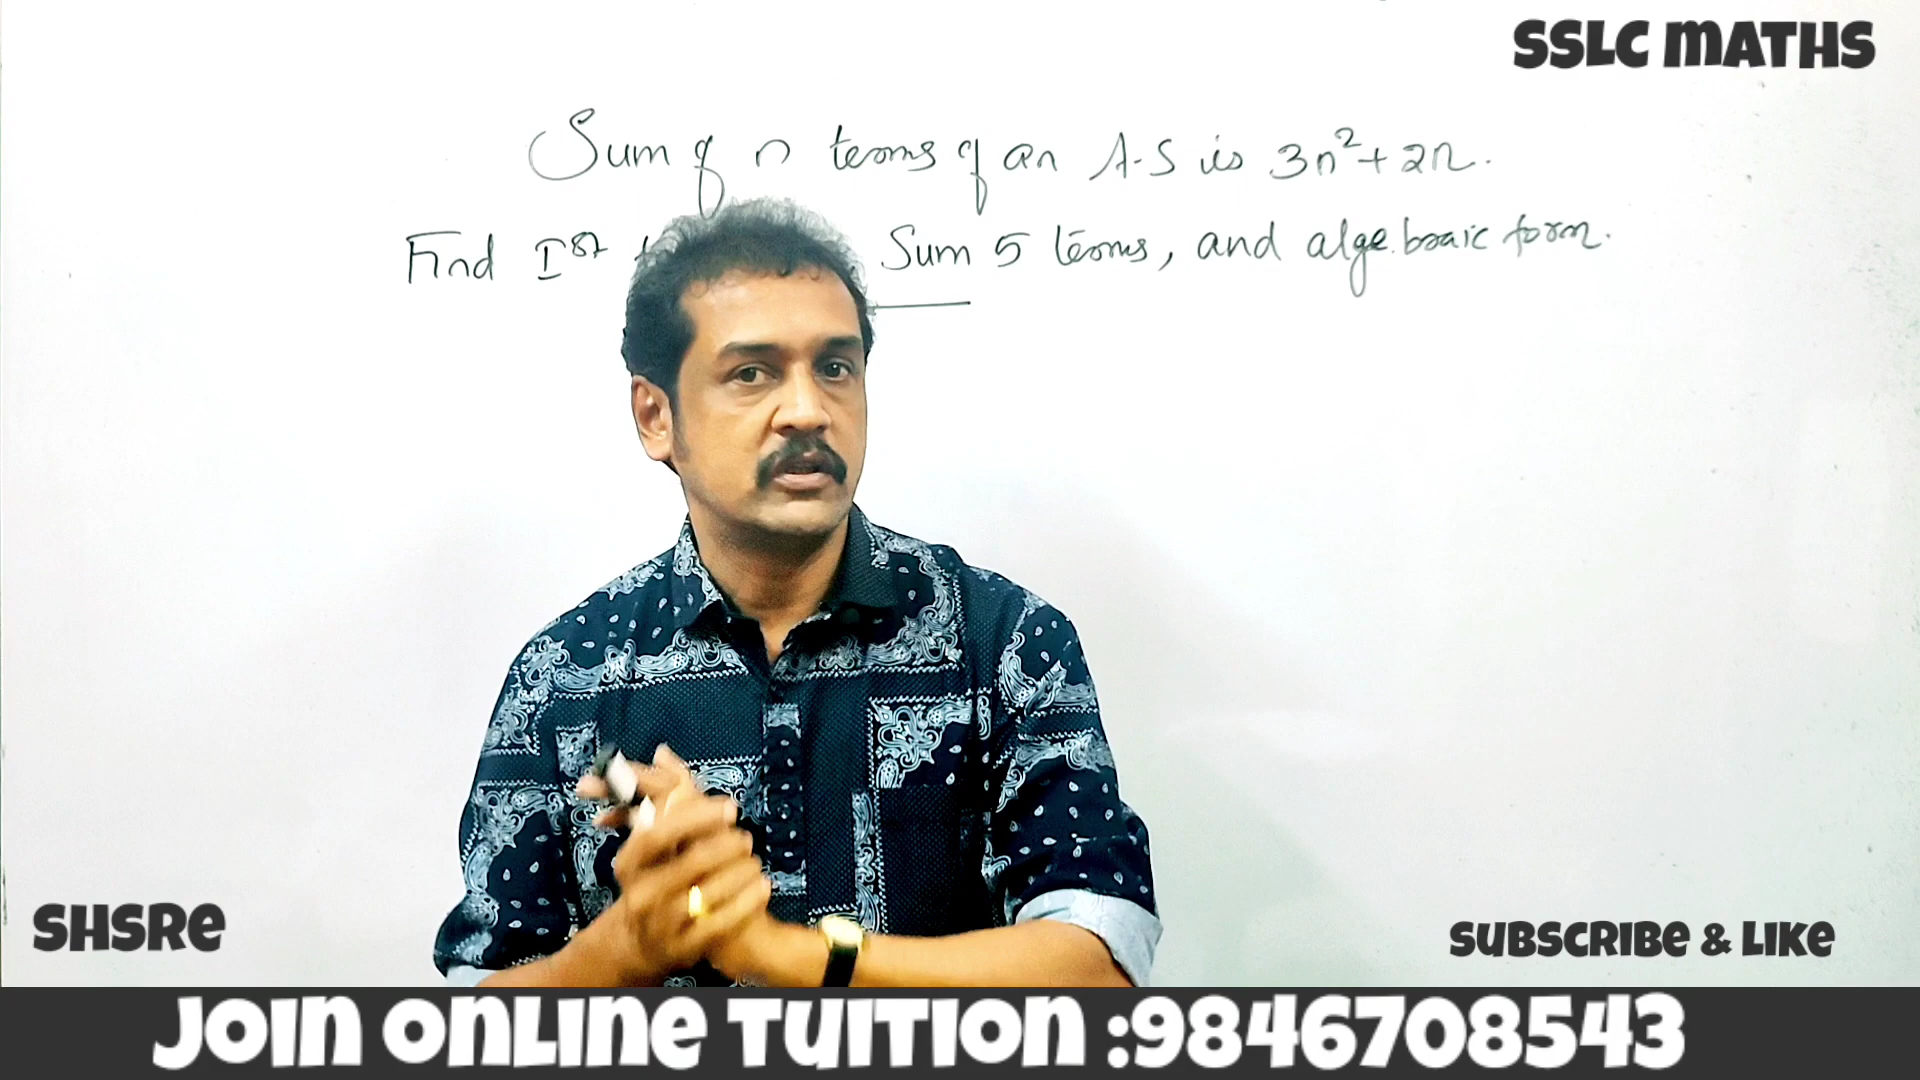 SSLC MATHS
Sum of n terms of an A.S is 3n²+2n.
Find Ist Sum 5 terms, and algebraic form.
SHSRe
SUBSCRIBE & LIKE
JOIN ONLINE TUITION :9846708543